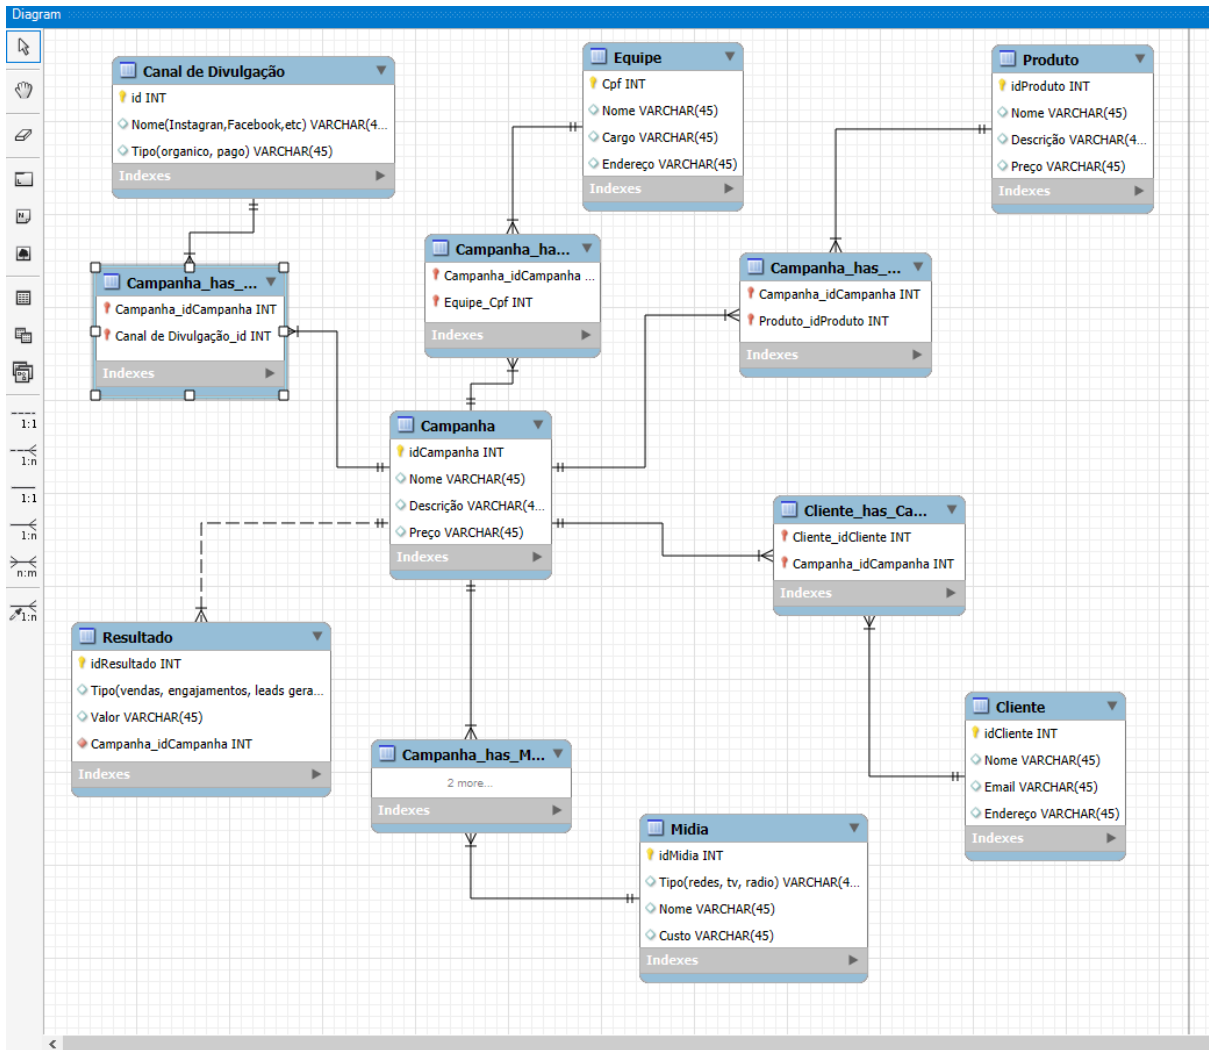 Diagram
Canal de Divulgação
id INT
Nome(Instagran,Facebook,etc) VARCHAR(4...
Tipo(organico, pago) VARCHAR(45)
Indexes
Equipe
Cpf INT
Nome VARCHAR(45)
Cargo VARCHAR(45)
Endereço VARCHAR(45)
Indexes
Produto
idProduto INT
Nome VARCHAR(45)
Descrição VARCHAR(4...
Preço VARCHAR(45)
Indexes
Campanha_has_...
Campanha_idCampanha INT
Canal de Divulgação_id INT
Indexes
Campanha_ha...
Campanha_idCampanha ...
Equipe_Cpf INT
Indexes
Campanha_has_...
Campanha_idCampanha INT
Produto_idProduto INT
Indexes
Campanha
idCampanha INT
Nome VARCHAR(45)
Descrição VARCHAR(4...
Preço VARCHAR(45)
Indexes
Cliente_has_Ca...
Cliente_idCliente INT
Campanha_idCampanha INT
Indexes
Resultado
idResultado INT
Tipo(vendas, engajamentos, leads gera...
Valor VARCHAR(45)
Campanha_idCampanha INT
Indexes
Campanha_has_M...
2 more...
Indexes
Cliente
idCliente INT
Nome VARCHAR(45)
Email VARCHAR(45)
Endereço VARCHAR(45)
Indexes
Midia
idMidia INT
Tipo(redes, tv, radio) VARCHAR(4...
Nome VARCHAR(45)
Custo VARCHAR(45)
Indexes
1:1
1:n
1:1
1:n
n:m
1:n